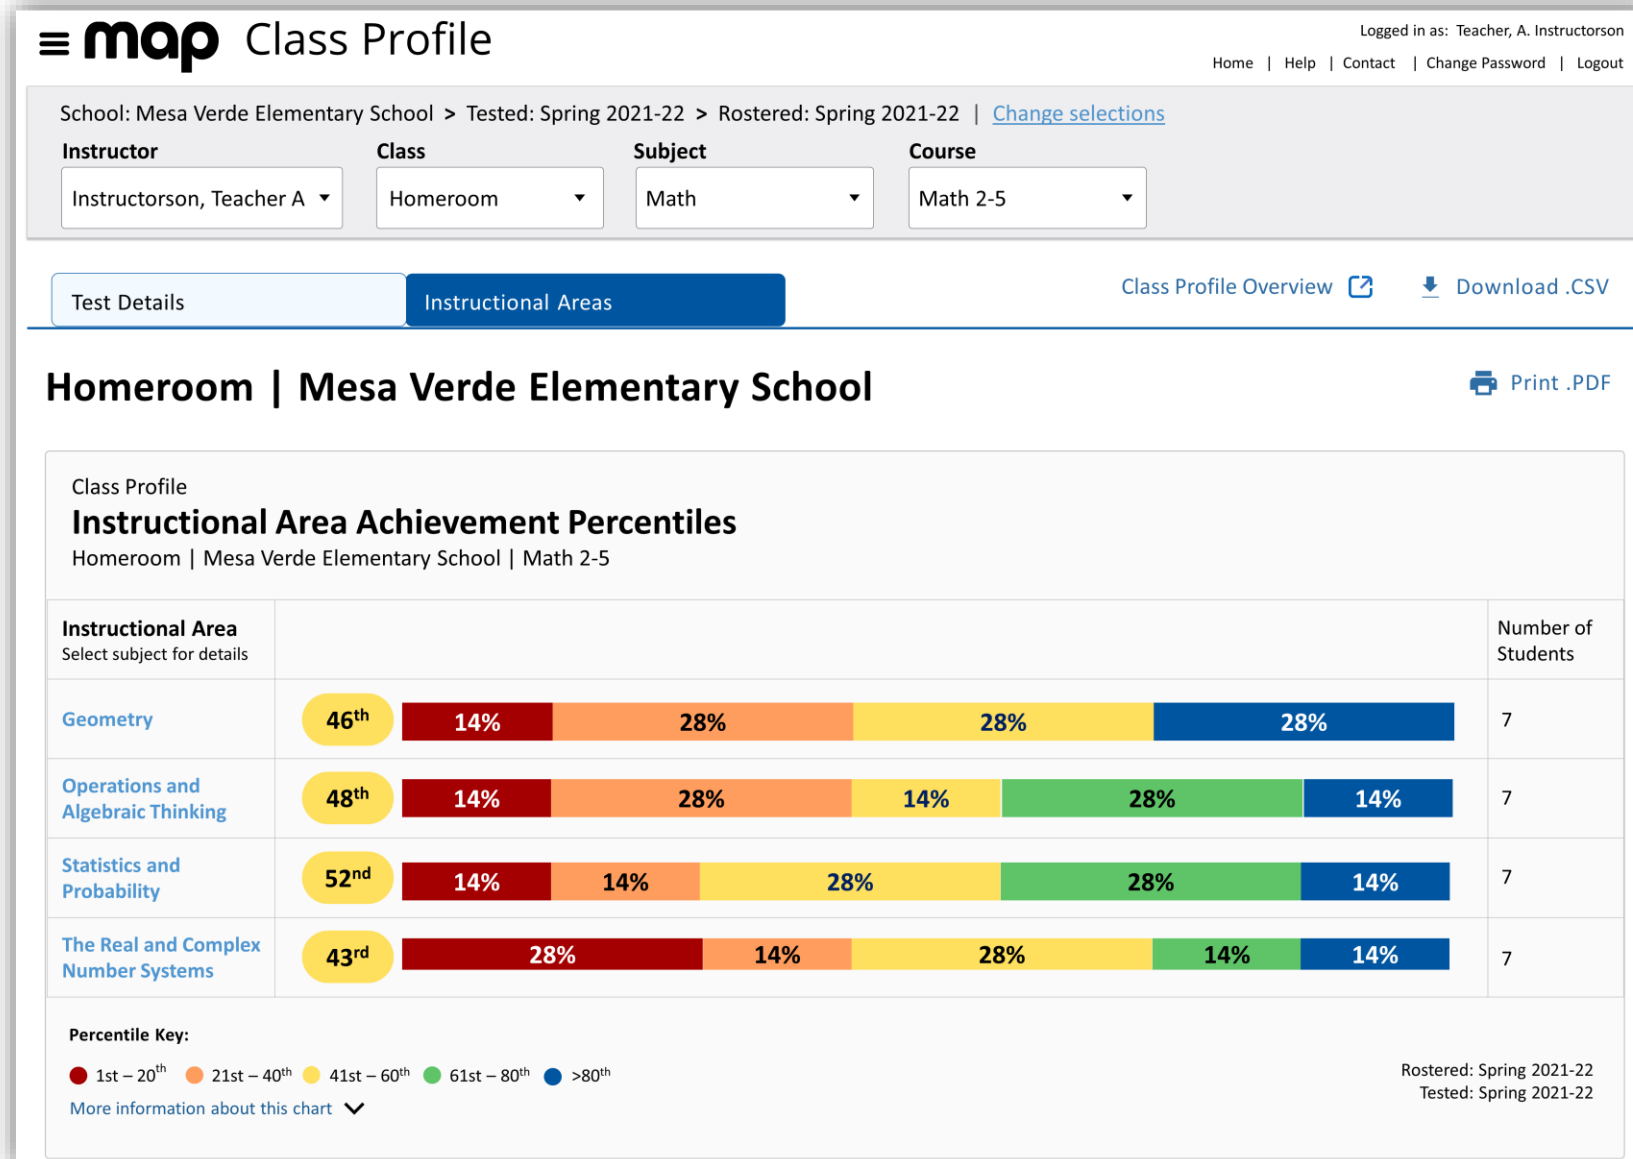 map Class Profile
Logged in as: Teacher, A. Instructorson
Home | Help | Contact | Change Password | Logout
School: Mesa Verde Elementary School > Tested: Spring 2021-22 > Rostered: Spring 2021-22 | Change selections
Instructor Class Subject Course
Instructorson, Teacher A Homeroom Math Math 2-5
Test Details Instructional Areas Class Profile Overview Download .CSV
Homeroom | Mesa Verde Elementary School
Print .PDF
Class Profile
Instructional Area Achievement Percentiles
Homeroom | Mesa Verde Elementary School | Math 2-5
Instructional Area
Select subject for details
Number of
Students
Geometry
46th 14% 28% 28% 28% 7
Operations and
Algebraic Thinking
48th 14% 28% 14% 28% 14% 7
Statistics and
Probability
52nd 14% 14% 28% 28% 14% 7
The Real and Complex
Number Systems
43rd 28% 14% 28% 14% 14% 7
Percentile Key:
1st – 20th 21st – 40th 41st – 60th 61st – 80th >80th
More information about this chart
Rostered: Spring 2021-22
Tested: Spring 2021-22